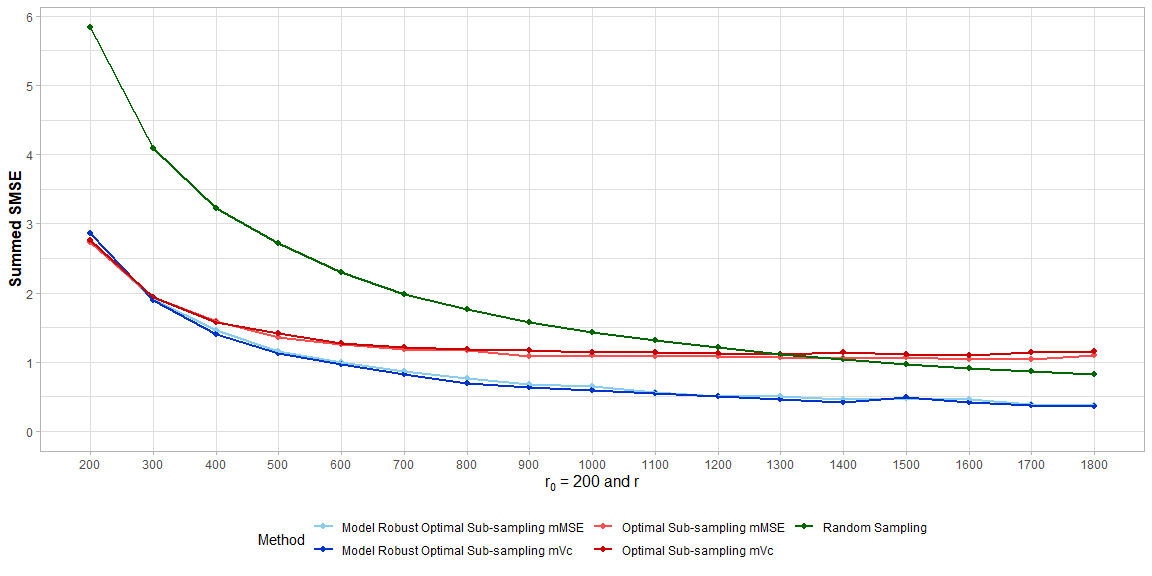 Summed SMSE
6
5
4
3
2
1
0
200 300 400 500 600 700 800 900 1000 1100 1200 1300 1400 1500 1600 1700 1800
r₀ = 200 and r
Method
Model Robust Optimal Sub-sampling mMSE Optimal Sub-sampling mMSE Random Sampling
Model Robust Optimal Sub-sampling mVc Optimal Sub-sampling mVc